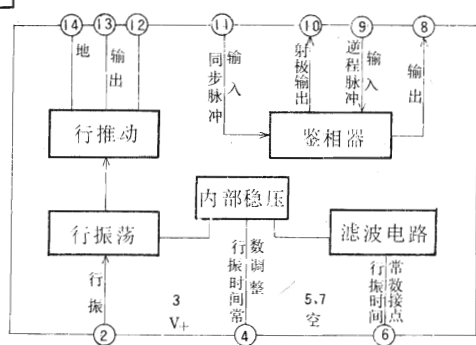 14 13 12 11 10 9 8
地
输出
同步脉冲
输入
射极输出
逆程脉冲
输入
输出
行推动
鉴相器
内部稳压
行振荡
滤波电路
行振
行振时间常
数调整
行振时间
常数接点
3
V+
5.7
空
2 4 6